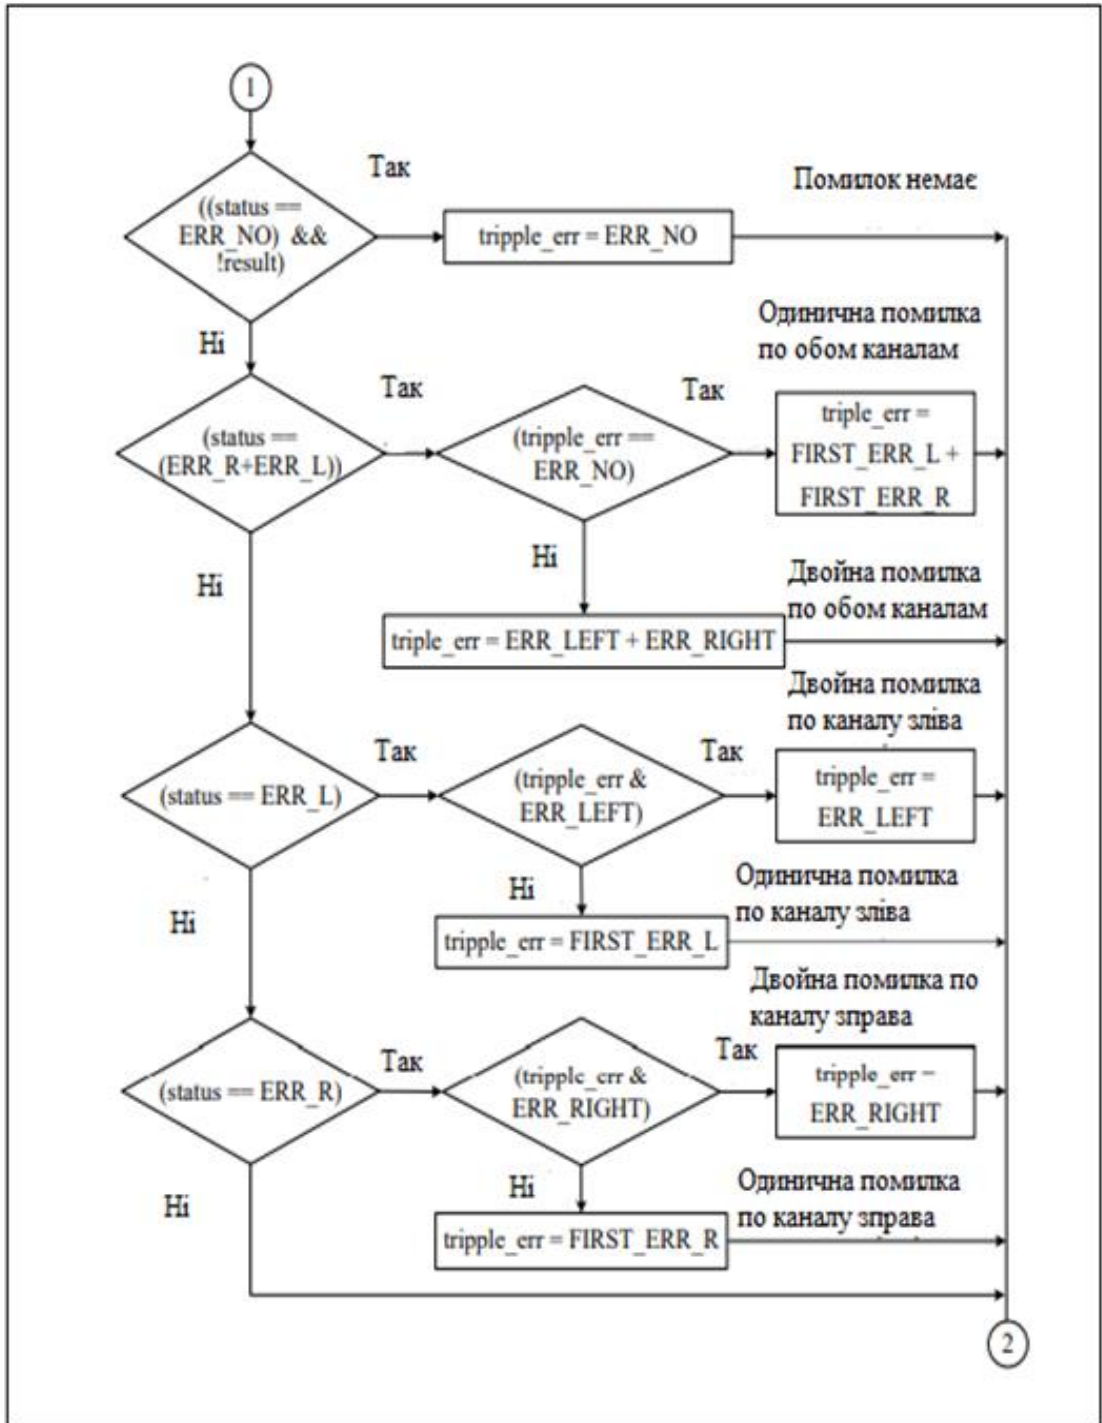 1
Так
Помилок немає
((status ==
ERR_NO) &&
!result)
tripple_err = ERR_NO
Ні
Одинична помилка
по обом каналам
Так
Так
(status ==
(ERR_R+ERR_L))
(tripple_err ==
ERR_NO)
triple_err =
FIRST_ERR_L +
FIRST_ERR_R
Ні
Ні
Двойна помилка
по обом каналам
triple_err = ERR_LEFT + ERR_RIGHT
Двойна помилка
по каналу зліва
Так
Так
(status == ERR_L)
(tripple_err &
ERR_LEFT)
tripple_err =
ERR_LEFT
Ні
Ні
Одинична помилка
по каналу зліва
tripple_err = FIRST_ERR_L
Двойна помилка по
каналу зправа
Так
Так
(status == ERR_R)
(tripple_err &
ERR_RIGHT)
tripple_err =
ERR_RIGHT
Ні
Ні
Одинична помилка
по каналу зправа
tripple_err = FIRST_ERR_R
2